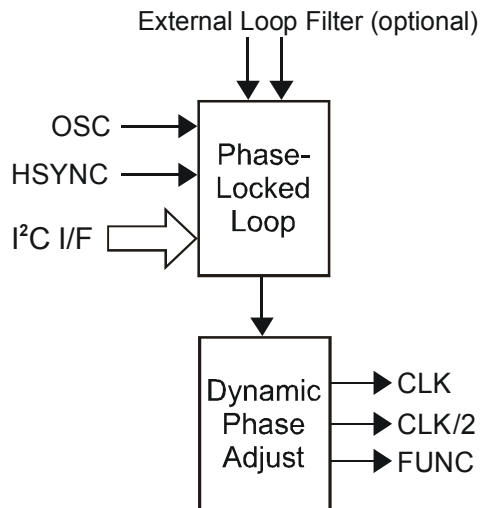 External Loop Filter (optional)
OSC
HSYNC
I²C I/F
Phase-
Locked
Loop
Dynamic
Phase
Adjust
CLK
CLK/2
FUNC